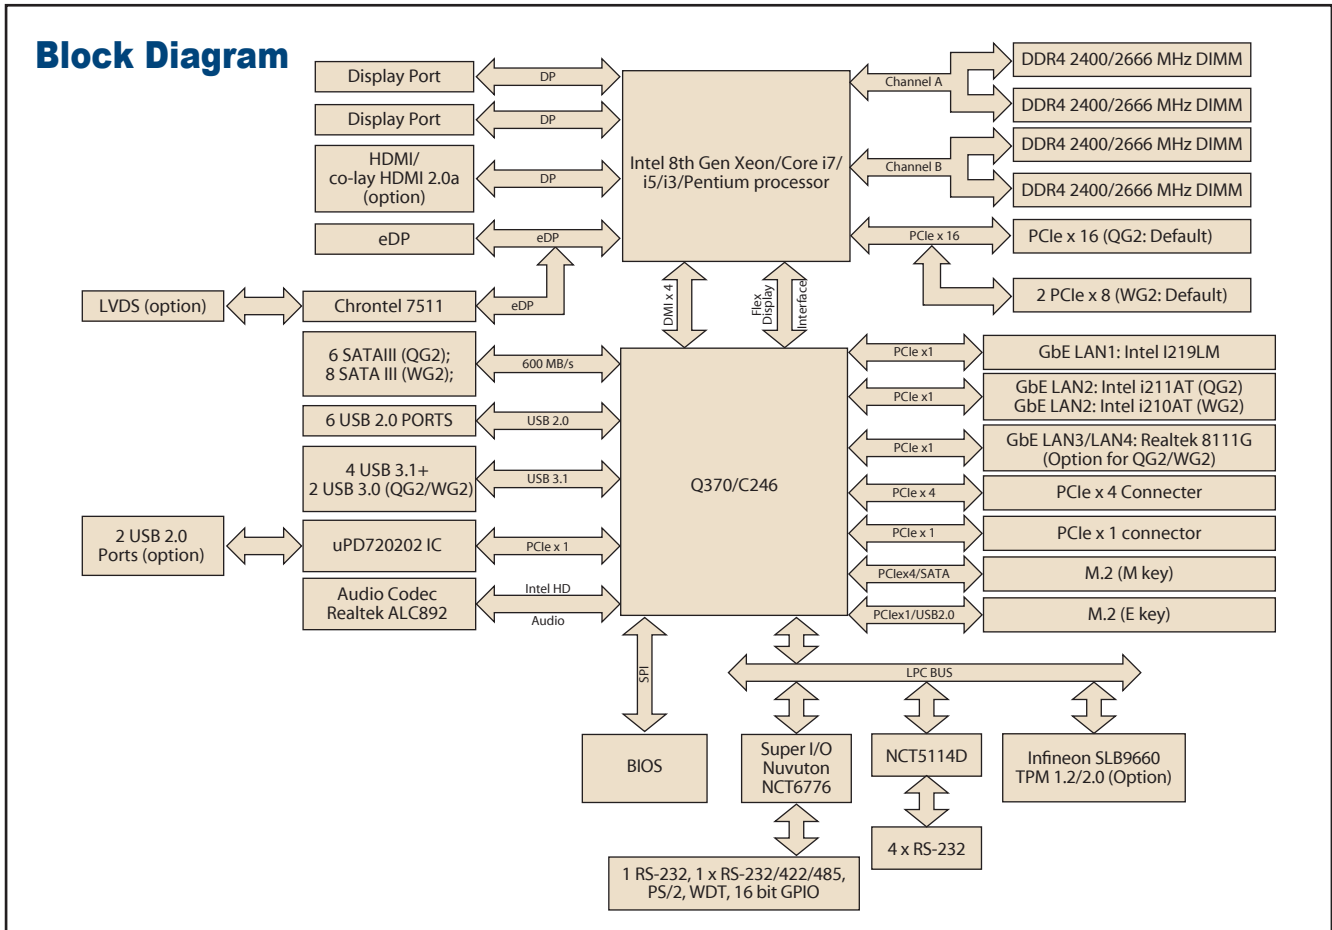 Block Diagram
Display Port
DP
Display Port
DP
HDMI/
co-lay HDMI 2.0a
(option)
DP
eDP
eDP
LVDS (option)
Chrontel 7511
eDP
Intel 8th Gen Xeon/Core i7/
i5/i3/Pentium processor
Channel A
DDR4 2400/2666 MHz DIMM
DDR4 2400/2666 MHz DIMM
Channel B
DDR4 2400/2666 MHz DIMM
DDR4 2400/2666 MHz DIMM
PCIe x 16
PCIe x 16 (QG2: Default)
2 PCIe x 8 (WG2: Default)
DMI x 4
Flex
Display
Interface
6 SATAIII (QG2);
8 SATA III (WG2);
600 MB/s
6 USB 2.0 PORTS
USB 2.0
4 USB 3.1+
2 USB 3.0 (QG2/WG2)
USB 3.1
2 USB 2.0
Ports (option)
uPD720202 IC
PCIe x 1
Audio Codec
Realtek ALC892
Intel HD
Audio
Q370/C246
PCIe x1
GbE LAN1: Intel I219LM
PCIe x1
GbE LAN2: Intel i211AT (QG2)
GbE LAN2: Intel i210AT (WG2)
PCIe x1
GbE LAN3/LAN4: Realtek 8111G
(Option for QG2/WG2)
PCIe x 4
PCIe x 4 Connecter
PCIe x 1
PCIe x 1 connector
PCIex4/SATA
M.2 (M key)
PCIex1/USB2.0
M.2 (E key)
SPI
LPC BUS
BIOS
Super I/O
Nuvuton
NCT6776
NCT5114D
Infineon SLB9660
TPM 1.2/2.0 (Option)
4 x RS-232
1 RS-232, 1 x RS-232/422/485,
PS/2, WDT, 16 bit GPIO